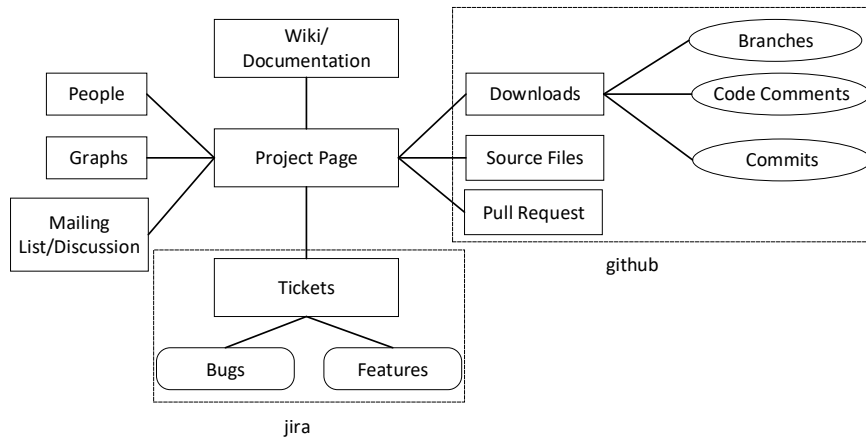 Wiki/
Documentation
Branches
People
Downloads
Code Comments
Graphs
Project Page
Source Files
Commits
Mailing
List/Discussion
Pull Request
github
Tickets
Bugs
Features
jira